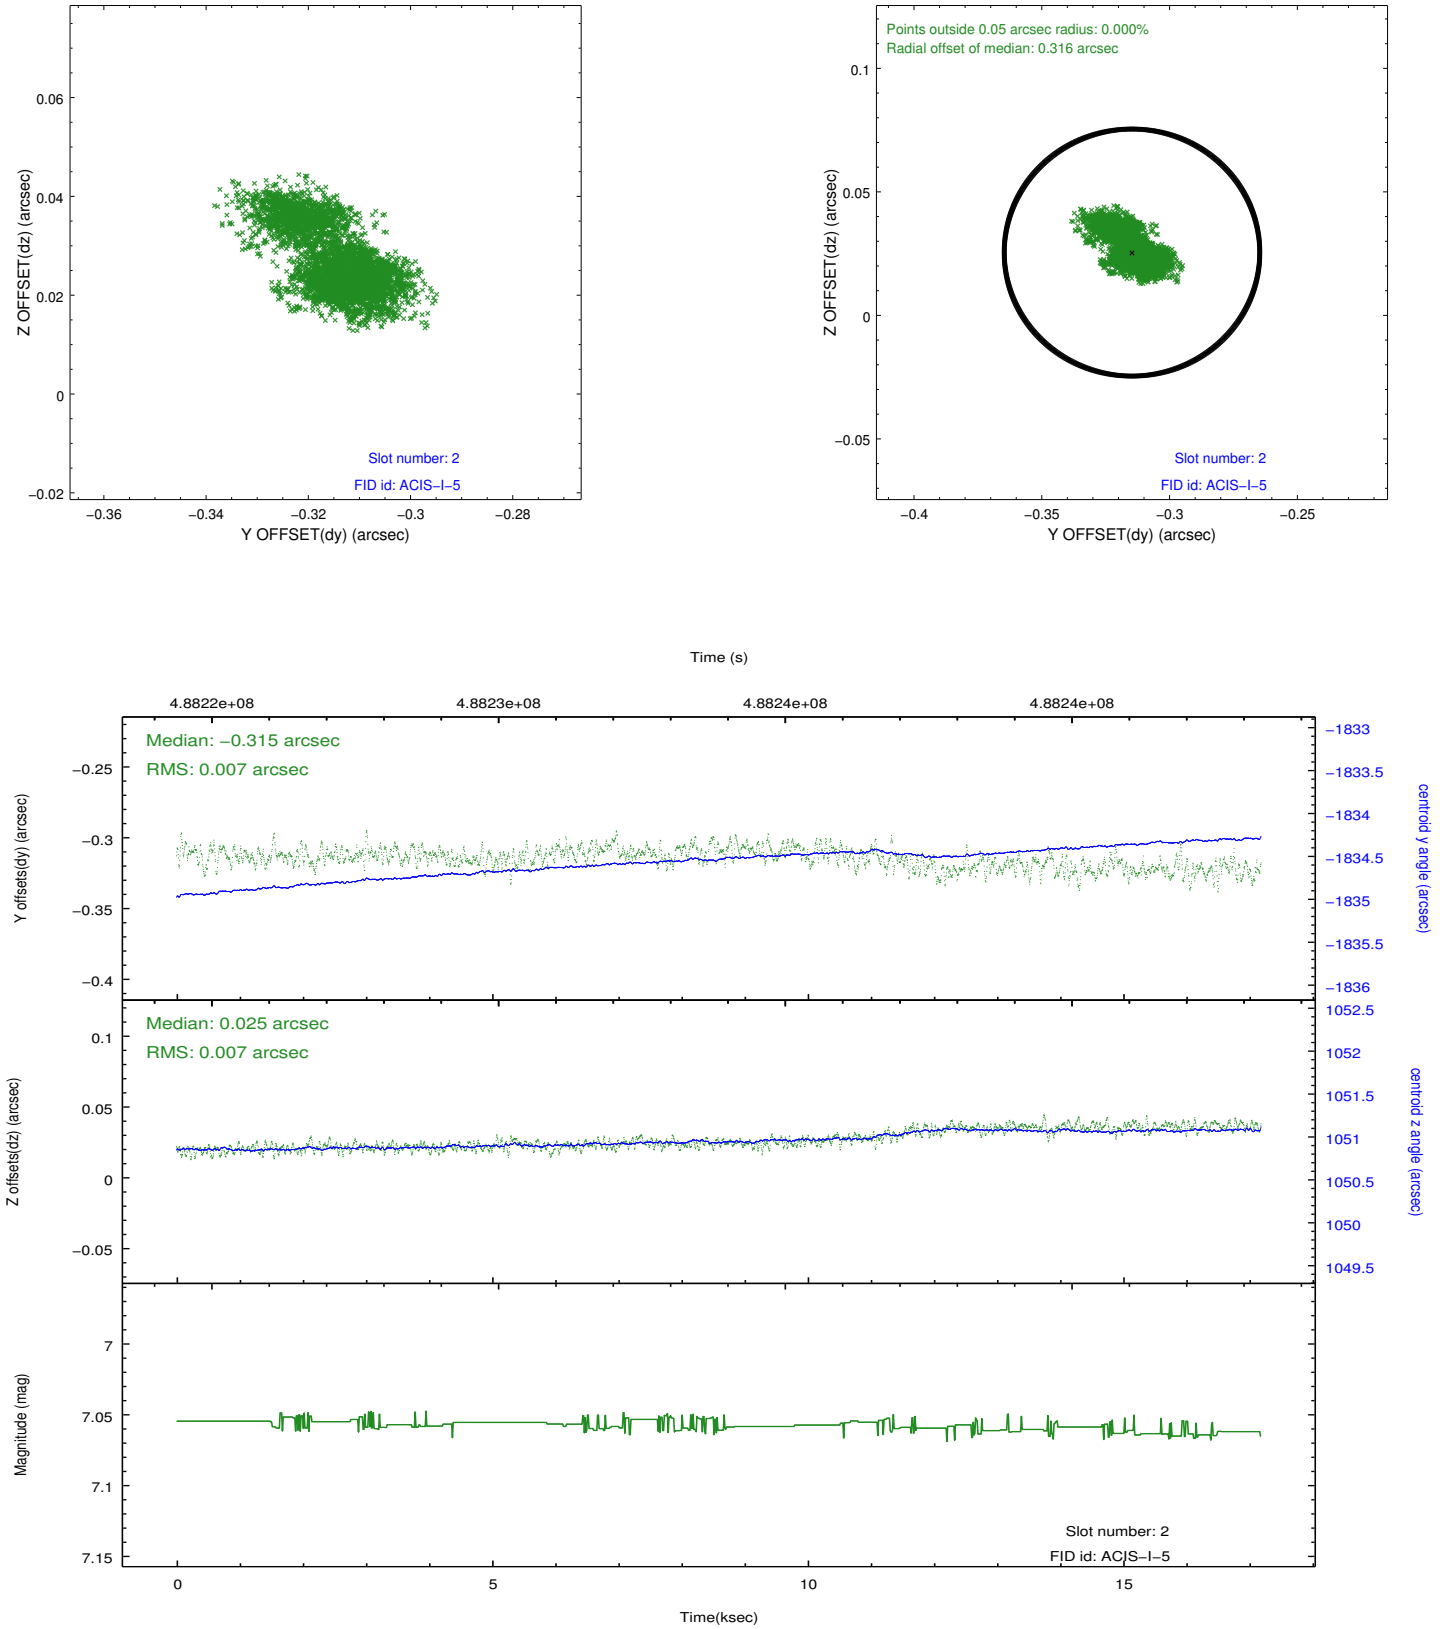 0.06
0.04
0.02
0
−0.02
Z OFFSET(dz) (arcsec)
−0.36
−0.34
−0.32
−0.3
−0.28
Y OFFSET(dy) (arcsec)
Slot number: 2
FID id: ACIS−I−5
Points outside 0.05 arcsec radius: 0.000%
Radial offset of median: 0.316 arcsec
0.1
0.05
0
−0.05
Z OFFSET(dz) (arcsec)
Slot number: 2
FID id: ACIS−I−5
−0.4
−0.35
−0.3
−0.25
Y OFFSET(dy) (arcsec)
Time (s)
4.8822e+08
4.8823e+08
4.8824e+08
4.8824e+08
Median: −0.315 arcsec
RMS: 0.007 arcsec
−0.25
−0.3
−0.35
−0.4
Y offsets(dy) (arcsec)
−1833
−1833.5
−1834
−1834.5
−1835
−1835.5
−1836
centroid y angle (arcsec)
Median: 0.025 arcsec
RMS: 0.007 arcsec
0.1
0.05
0
−0.05
Z offsets(dz) (arcsec)
1052.5
1052
1051.5
1051
1050.5
1050
1049.5
centroid z angle (arcsec)
7
7.05
7.1
7.15
Magnitude (mag)
Slot number: 2
FID id: ACIS−I−5
0
5
10
15
Time(ksec)